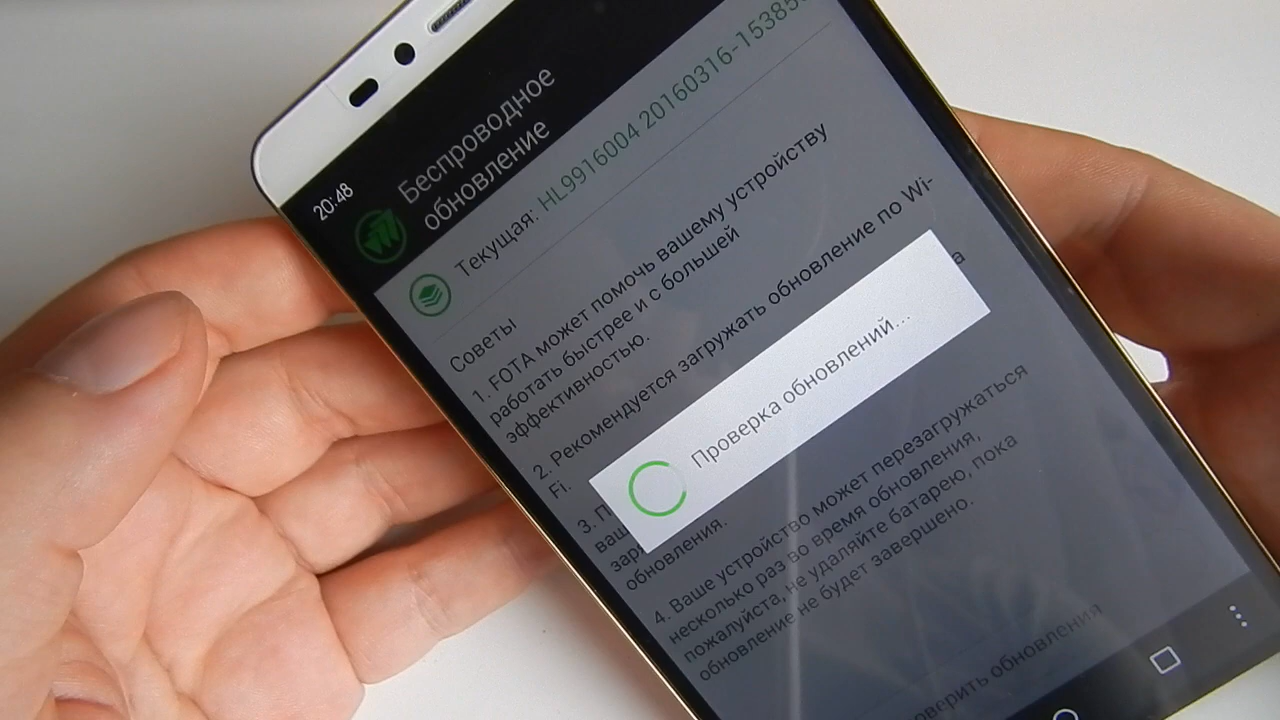 20:48
Беспроводное
обновление
Текущая: HL9916004 20160316-15385
Советы
1. FOTA может помочь вашему устройству
работать быстрее и с большей
эффективностью.
2. Рекомендуется загружать обновление по Wi-
Fi.
Проверка обновлений...
3.
обновления.
4. Ваше устройство может перезагружаться
несколько раз во время обновления,
пожалуйста, не удаляйте батарею, пока
обновление не будет завершено.
обновления